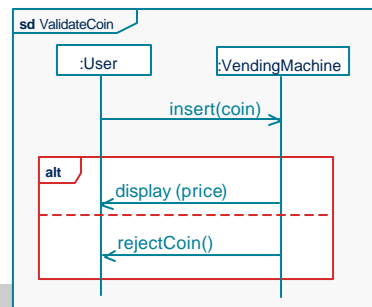 sd ValidateCoin
:User
:VendingMachine
insert(coin)
alt
display (price)
rejectCoin()